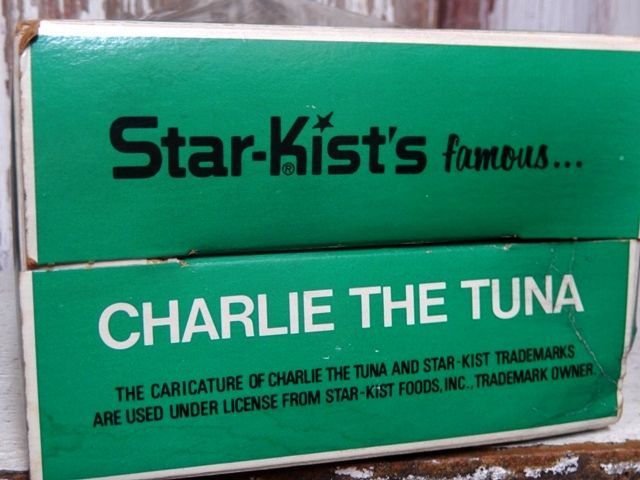 Star-Kist's famous...
®
CHARLIE THE TUNA
THE CARICATURE OF CHARLIE THE TUNA AND STAR-KIST TRADEMARKS
ARE USED UNDER LICENSE FROM STAR-KIST FOODS, INC., TRADEMARK OWNER.